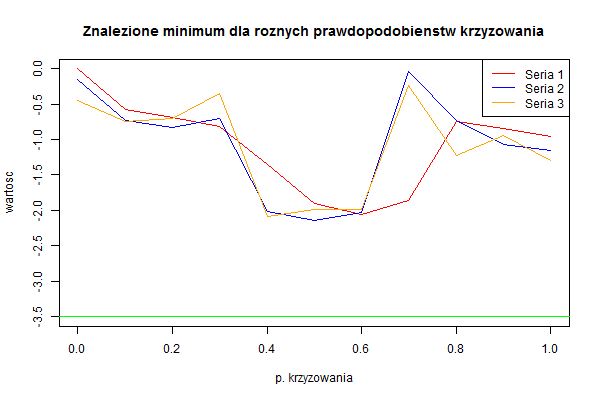 Znalezione minimum dla roznych prawdopodobienstw krzyzowania
Seria 1
Seria 2
Seria 3
wartosc
0.0
-0.5
-1.0
-1.5
-2.0
-2.5
-3.0
-3.5
0.0 0.2 0.4 0.6 0.8 1.0
p. krzyzowania